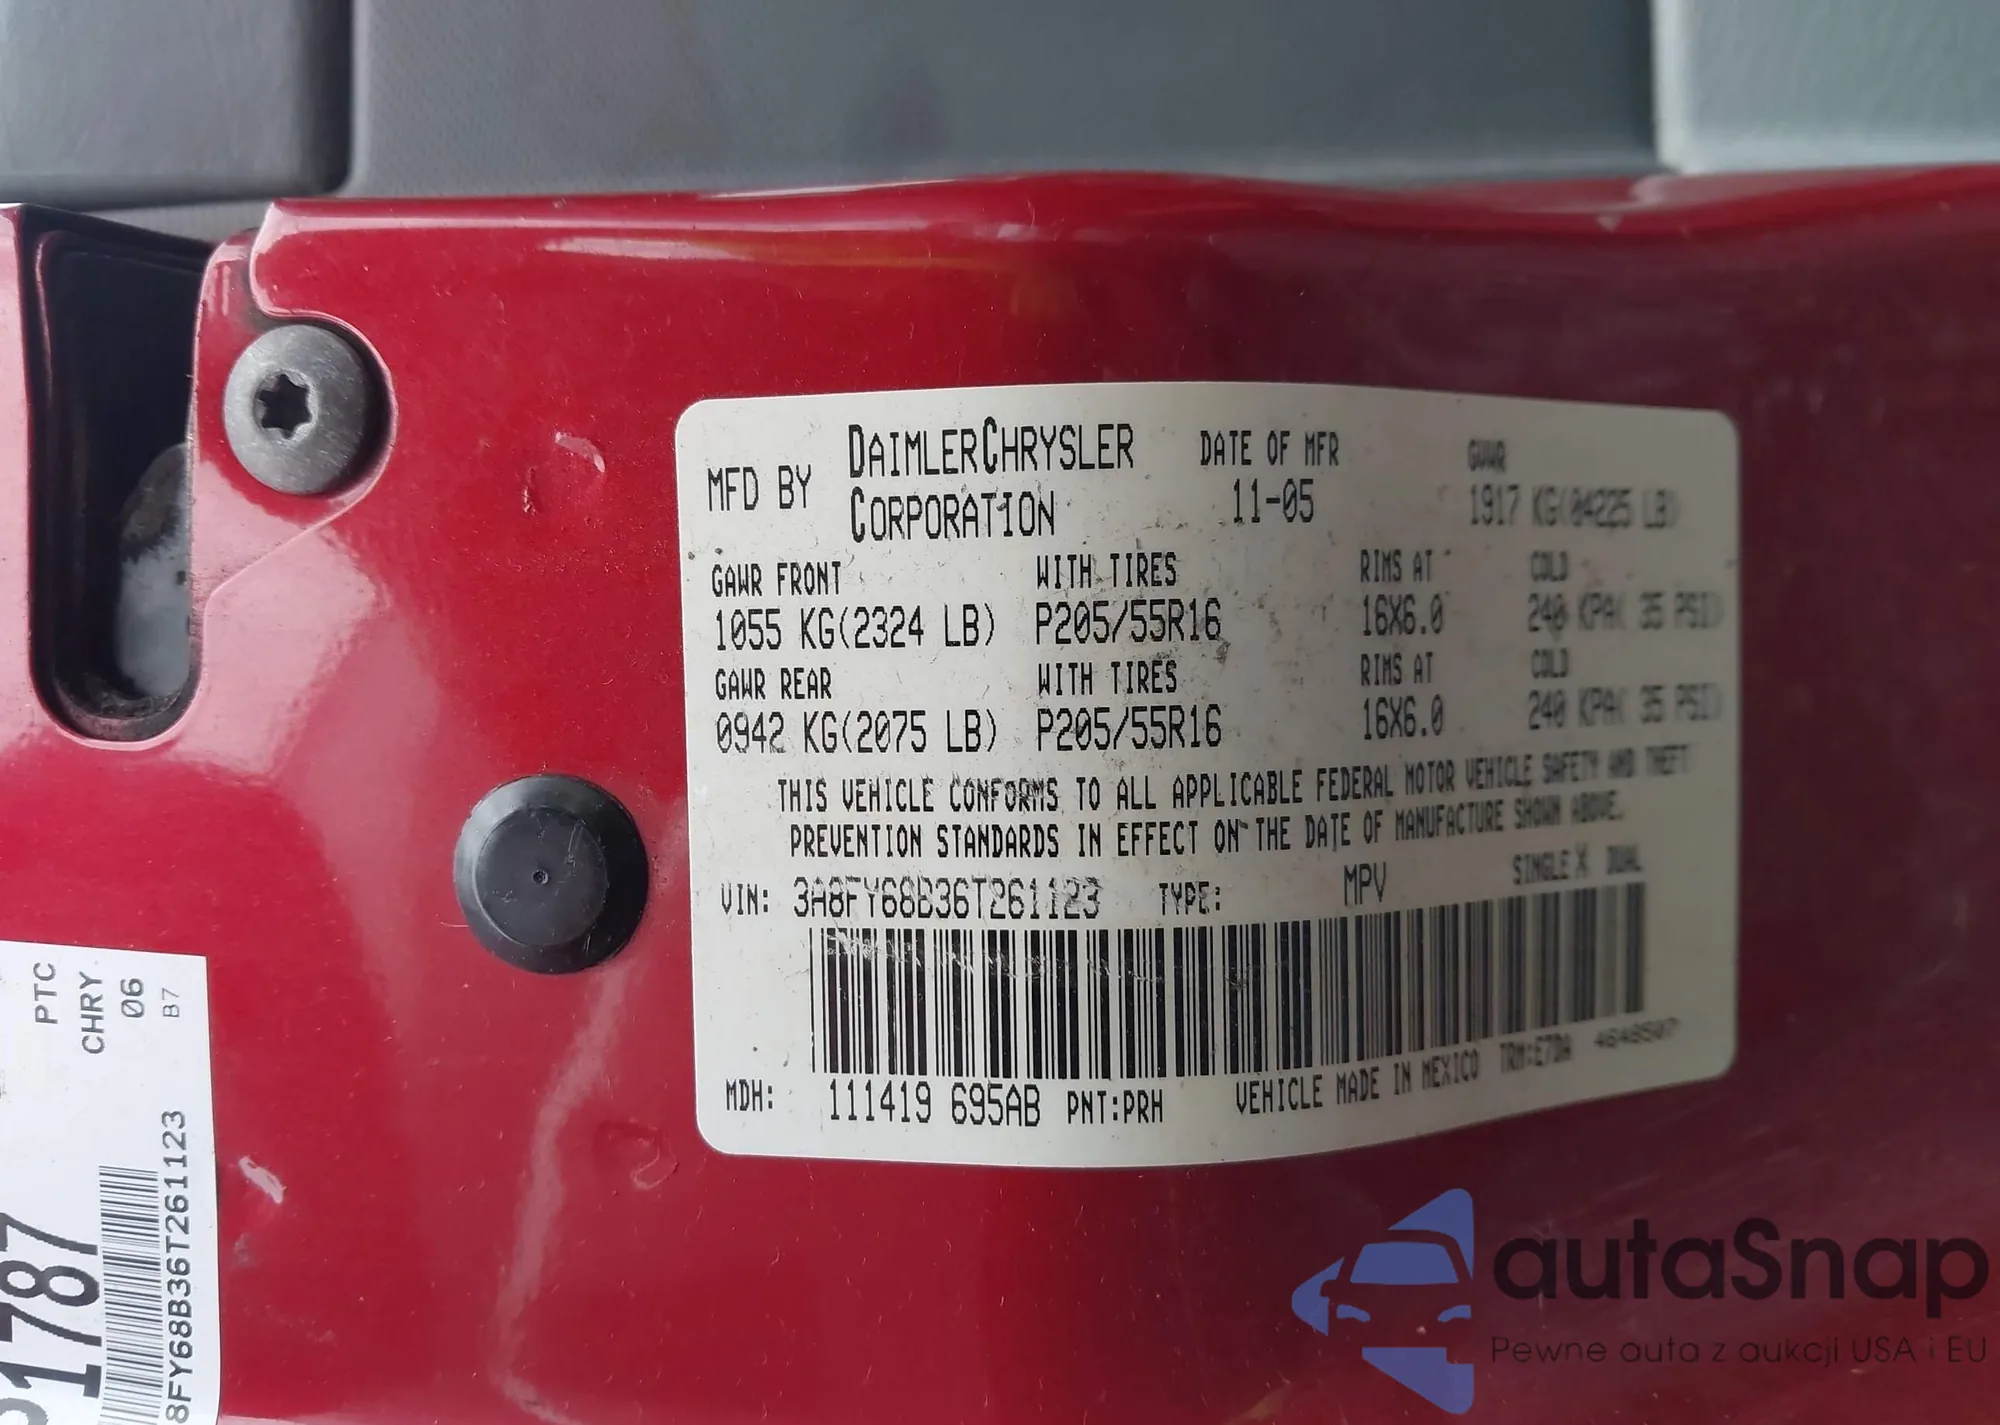 MFD BY DAIMLERCHRYSLER CORPORATION DATE OF MFR 11-05 GVWR 1917 KG(04225 LB)
GAWR FRONT WITH TIRES RIMS AT COLD
1055 KG(2324 LB) P205/55R16 16X6.0 240 KPA( 35 PSI)
GAWR REAR WITH TIRES RIMS AT COLD
0942 KG(2075 LB) P205/55R16 16X6.0 240 KPA( 35 PSI)
THIS VEHICLE CONFORMS TO ALL APPLICABLE FEDERAL MOTOR VEHICLE SAFETY AND THEFT
PREVENTION STANDARDS IN EFFECT ON THE DATE OF MANUFACTURE SHOWN ABOVE.
VIN: 3A8FY68B36T261123 TYPE: MPV SINGLE X DUAL
MDH: 111419 695AB PNT:PRH VEHICLE MADE IN MEXICO TRM:E7DA 4648507
PTC
CHRY
06
B7
1787
8FY68B36T261123
autaSnap
Pewne auta z aukcji USA i EU